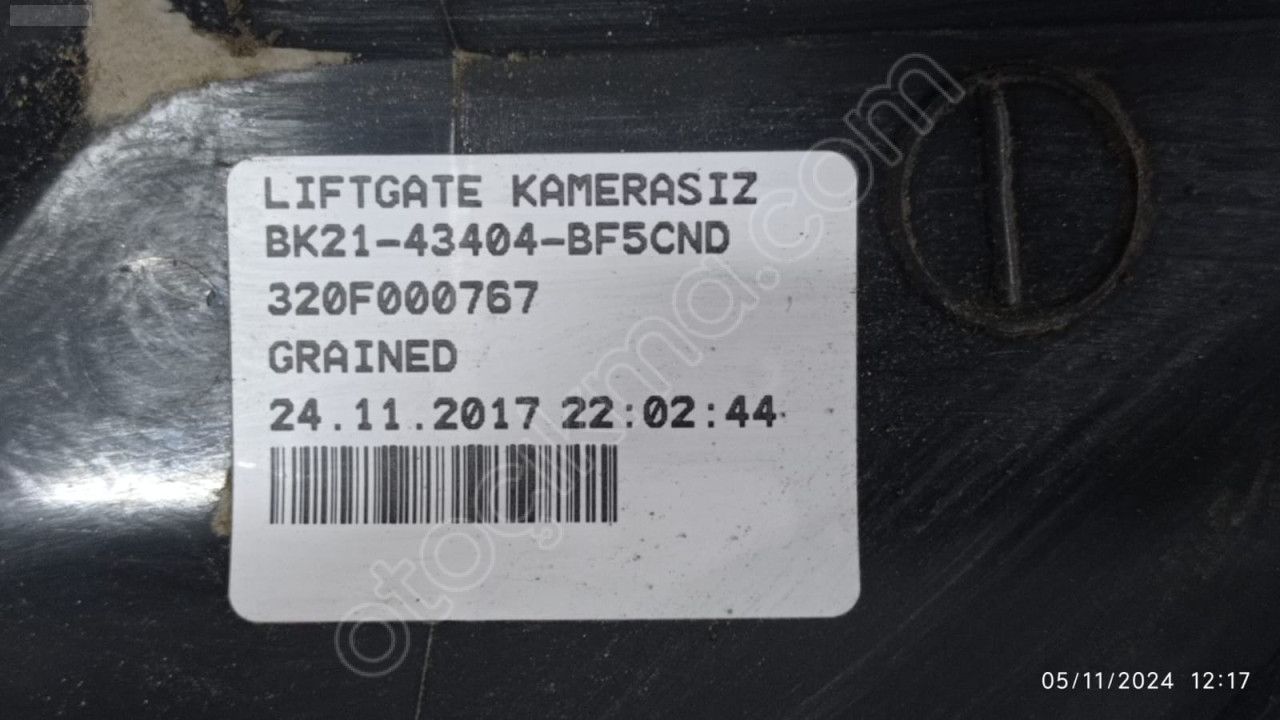 LIFTGATE KAMERASIZ
BK21-43404-BF5CND
320F000767
GRAINED
24.11.2017 22:02:44
otocikma.com
05/11/2024 12:17